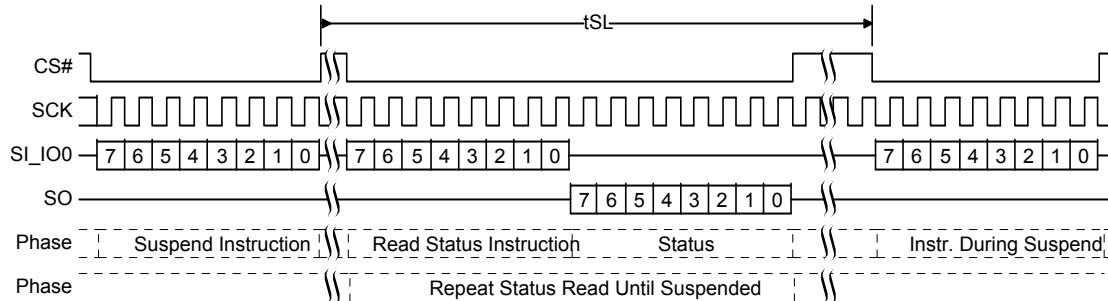 tSL
CS#
SCK
SI_IO0 7 6 5 4 3 2 1 0 7 6 5 4 3 2 1 0 7 6 5 4 3 2 1 0
SO 7 6 5 4 3 2 1 0
Phase Suspend Instruction Read Status Instruction Status Instr. During Suspend
Phase Repeat Status Read Until Suspended